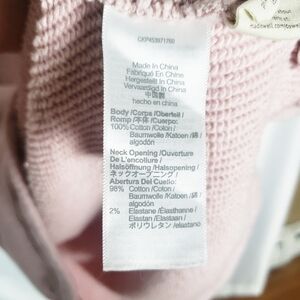 CKP453971760
Made In China
Fabriqué En Chine
Hergestellt In China
Vervaardigd In China
中国製
hecho en china
Body /Corps /Oberteil /
Romp /本体 /Cuerpo:
100% Cotton /Coton /
Baumwolle /Katoen /綿 /
algodón
Neck Opening /Ouverture
De L'encolure /
Halsöffnung /Halsopening /
ネックオープニング /
Abertura Del Cuello:
98% Cotton /Coton /
Baumwolle /Katoen /綿 /
algodón
2% Elastane /Élasthanne /
Elastan /Elastaan /
ポリウレタン /elastano